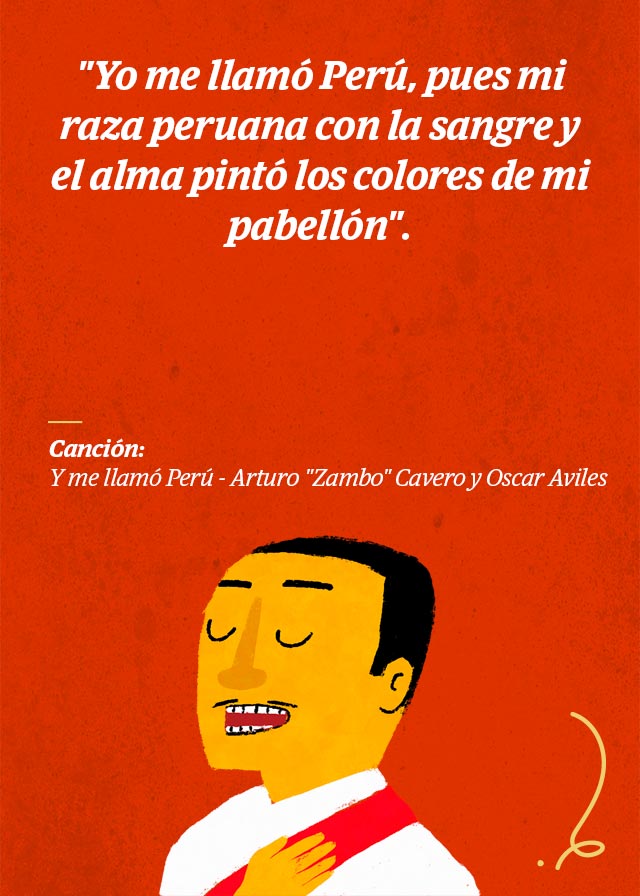 "Yo me llamó Perú, pues mi
raza peruana con la sangre y
el alma pintó los colores de mi
pabellón".
Canción:
Y me llamó Perú - Arturo "Zambo" Cavero y Oscar Aviles